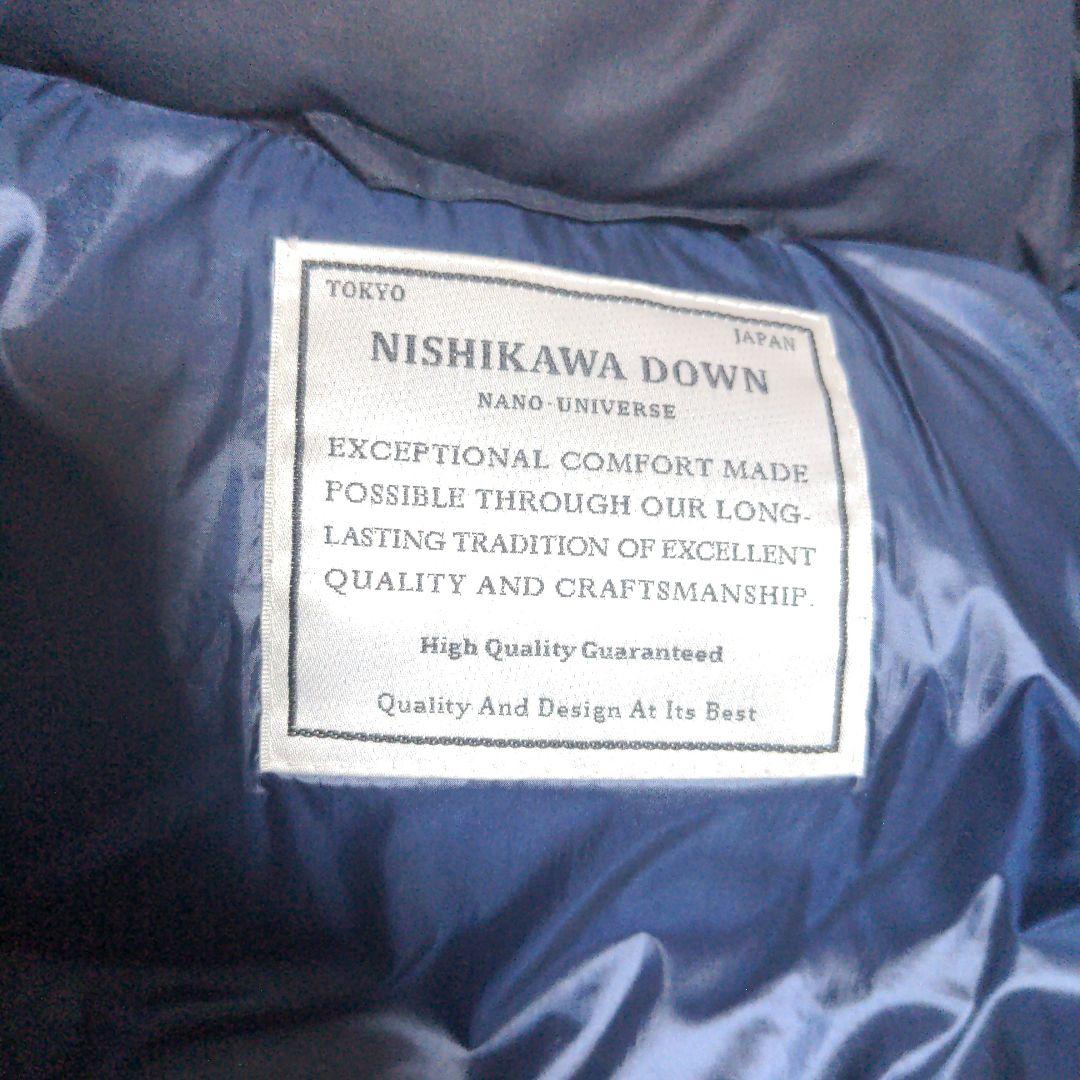 TOKYO
JAPAN
NISHIKAWA DOWN
NANO·UNIVERSE
EXCEPTIONAL COMFORT MADE
POSSIBLE THROUGH OUR LONG-
LASTING TRADITION OF EXCELLENT
QUALITY AND CRAFTSMANSHIP.
High Quality Guaranteed
Quality And Design At Its Best